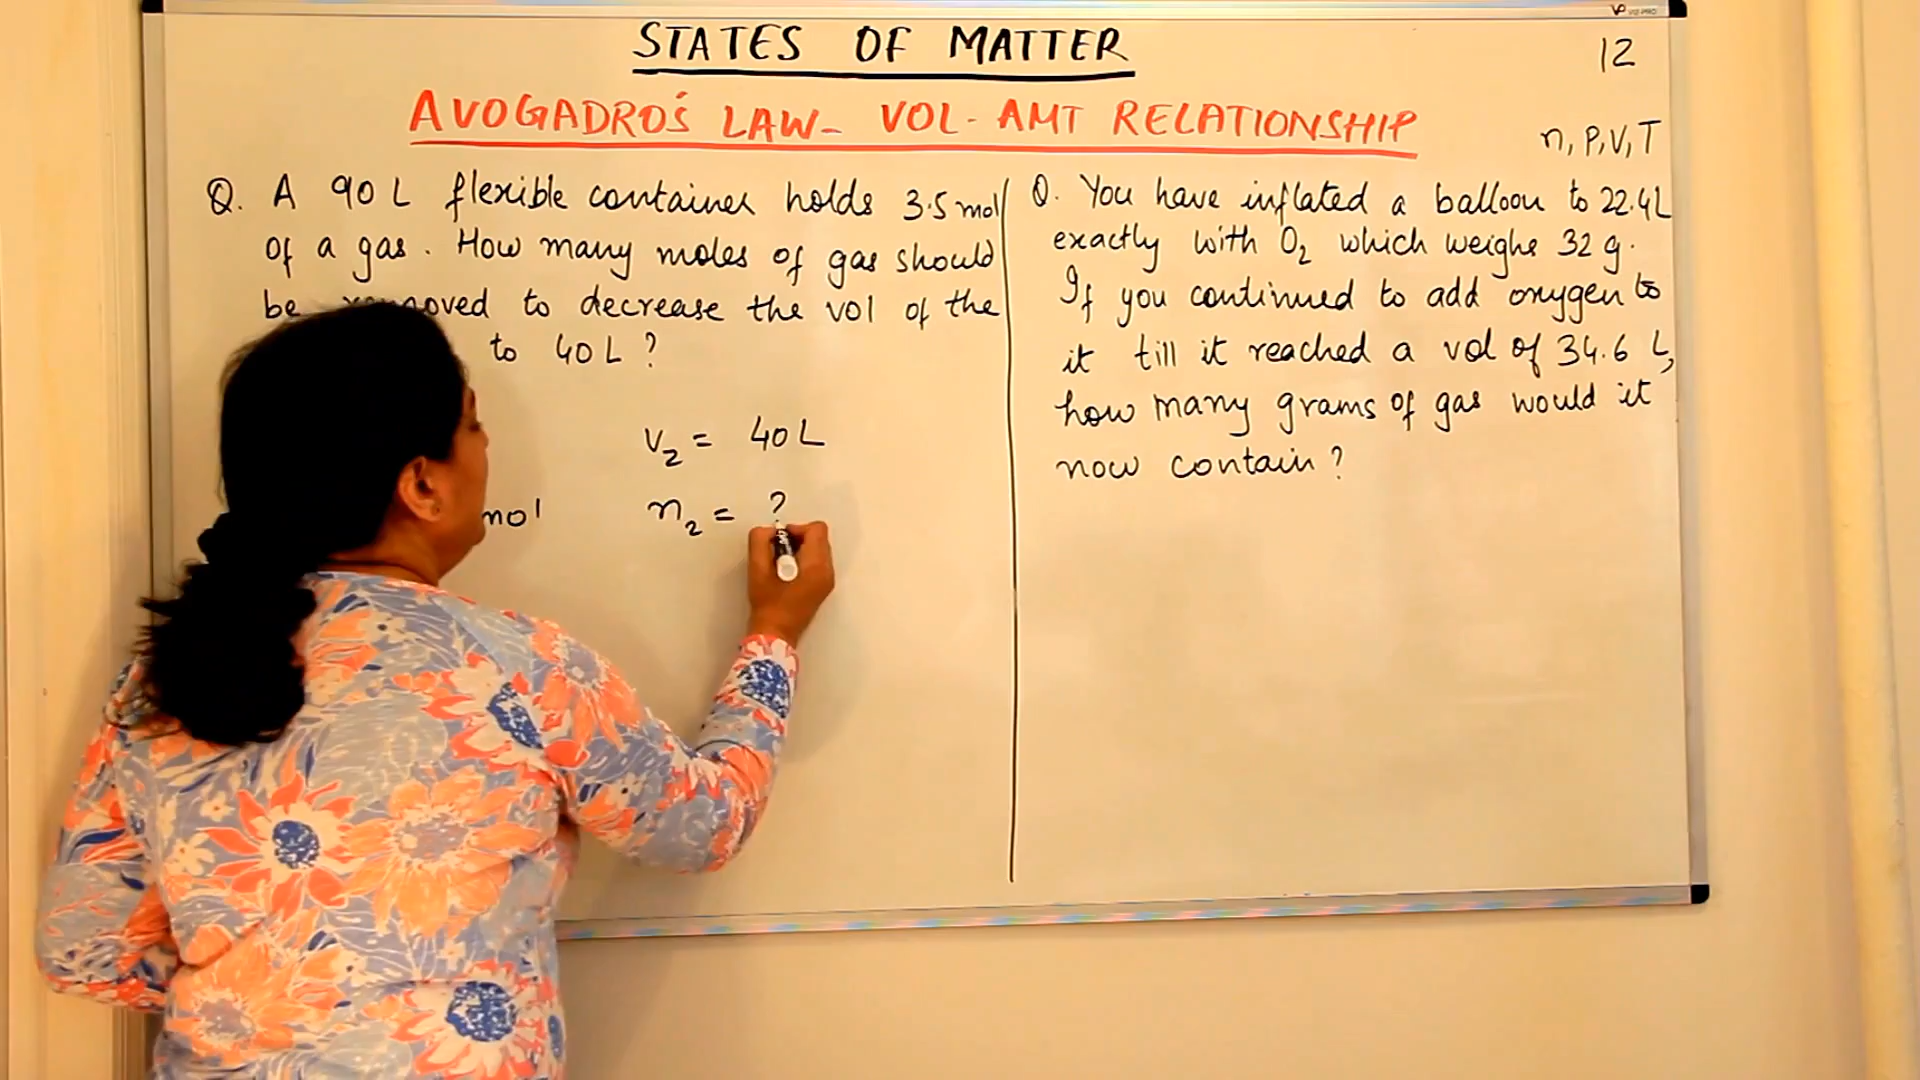 STATES OF MATTER
12
AVOGADRO'S LAW- VOL-AMT RELATIONSHIP
n, P, V, T
Q. A 90 L flexible container holds 3.5 mol
of a gas. How many moles of gas should
be removed to decrease the vol of the
to 40 L ?
V2 = 40 L
mol n2 = ?
Q. You have inflated a balloon to 22.4L
exactly with O2 which weighs 32 g.
If you continued to add oxygen to
it till it reached a vol of 34.6 L,
how many grams of gas would it
now contain ?